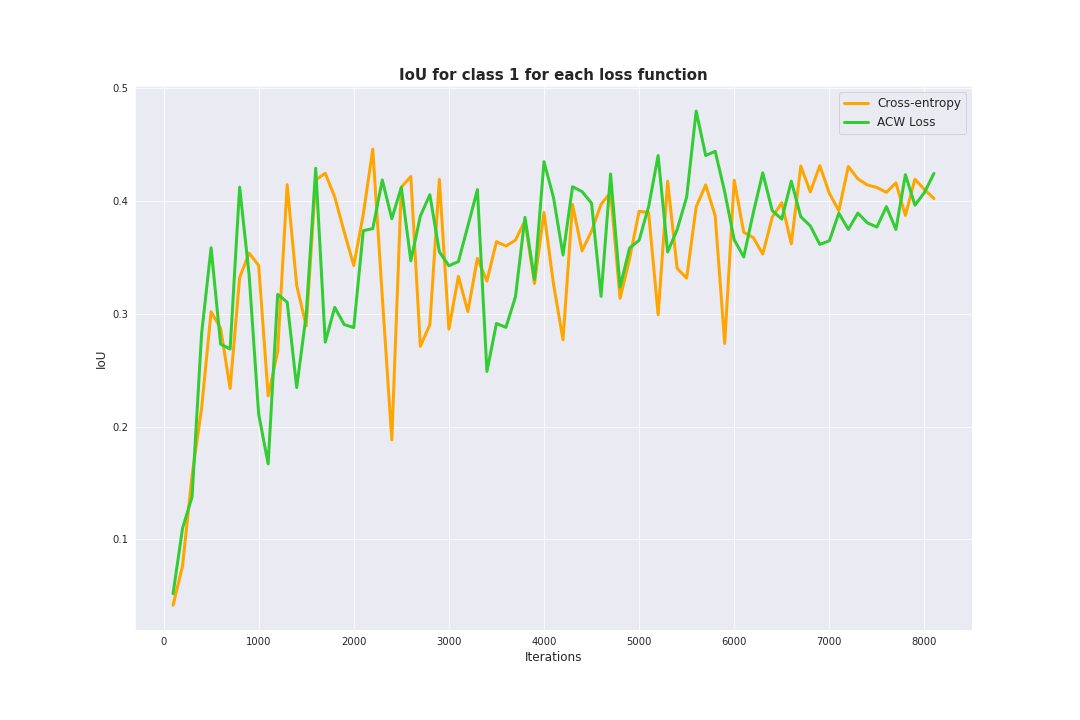 IoU for class 1 for each loss function
Cross-entropy
ACW Loss
IoU
0.5
0.4
0.3
0.2
0.1
0 1000 2000 3000 4000 5000 6000 7000 8000
Iterations